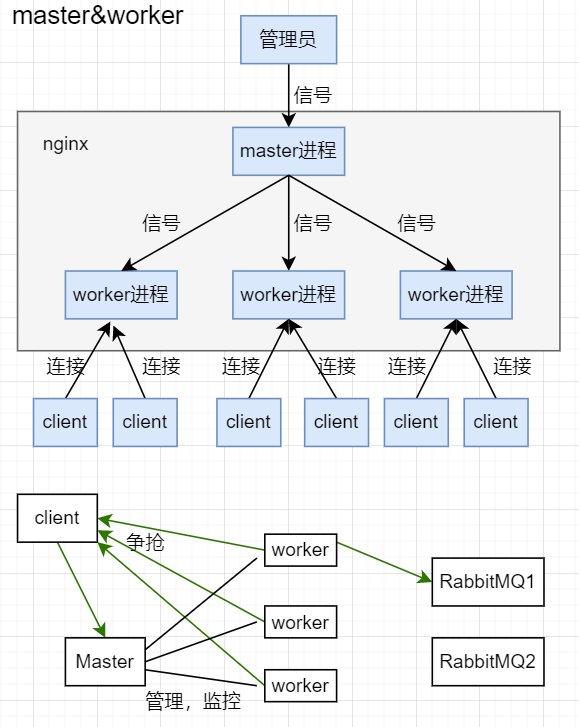 master&worker
管理员
信号
nginx
master进程
信号
信号
信号
worker进程
worker进程
worker进程
连接
连接
连接
连接
连接
连接
client
client
client
client
client
client
client
争抢
worker
RabbitMQ1
worker
Master
RabbitMQ2
worker
管理，监控